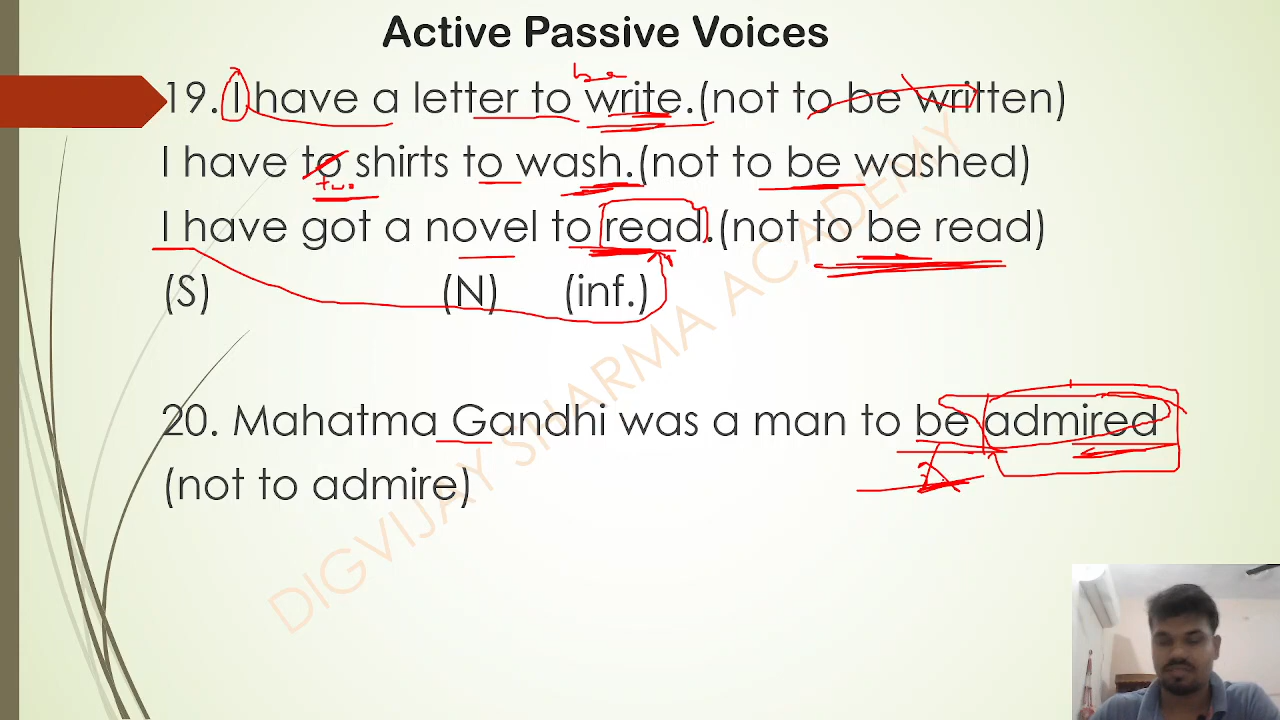 Active Passive Voices
be
19. I have a letter to write.(not to be written)
I have to shirts to wash.(not to be washed)
two
I have got a novel to read.(not to be read)
(S) (N) (inf.)
20. Mahatma Gandhi was a man to be admired
(not to admire)
DIGVIJAY SHARMA ACADEMY